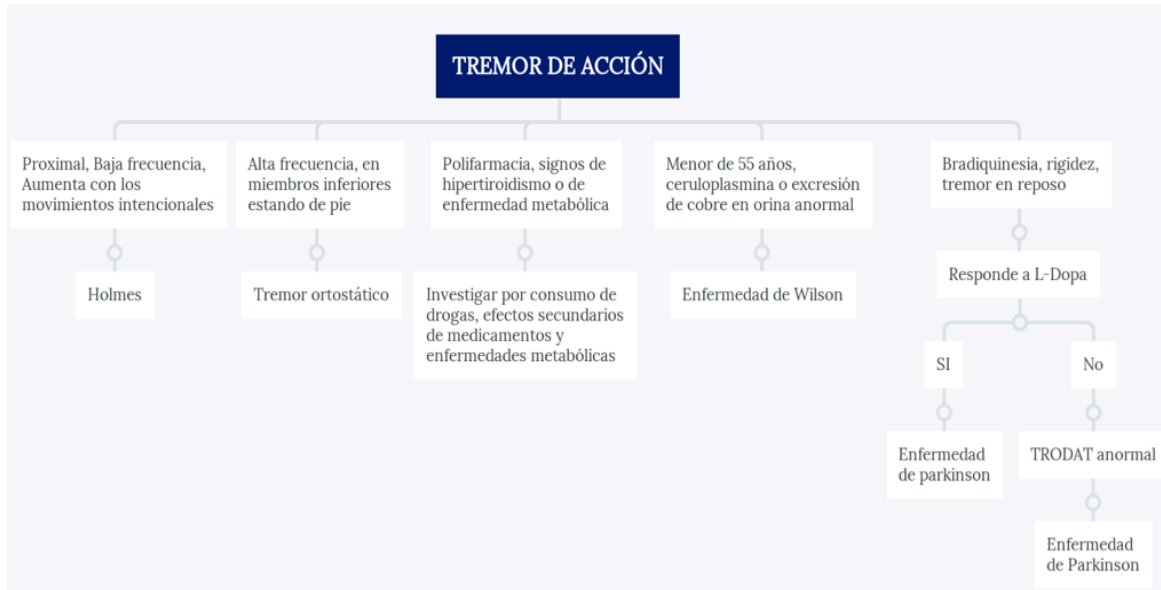 TREMOR DE ACCIÓN
Proximal, Baja frecuencia,
Aumenta con los
movimientos intencionales
Alta frecuencia, en
miembros inferiores
estando de pie
Polifarmacia, signos de
hipertiroidismo o de
enfermedad metabólica
Menor de 55 años,
ceruloplasmina o excresión
de cobre en orina anormal
Bradiquinesia, rigidez,
tremor en reposo
Holmes
Tremor ortostático
Investigar por consumo de
drogas, efectos secundarios
de medicamentos y
enfermedades metabólicas
Enfermedad de Wilson
Responde a L-Dopa
SI
No
Enfermedad
de parkinson
TRODAT anormal
Enfermedad
de Parkinson